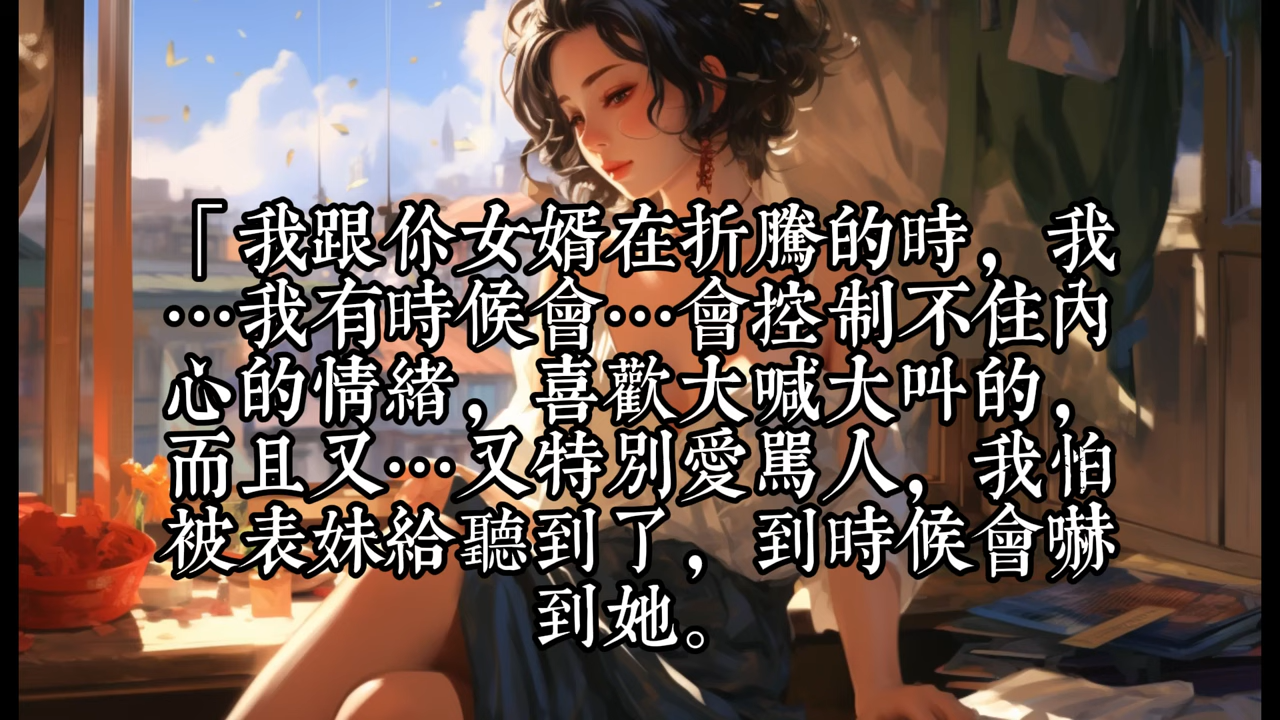 「我跟你女婿在折騰的時，我
…我有時候會…會控制不住內
心的情緒，喜歡大喊大叫的，
而且又…又特別愛罵人，我怕
被表妹給聽到了，到時候會嚇
到她。